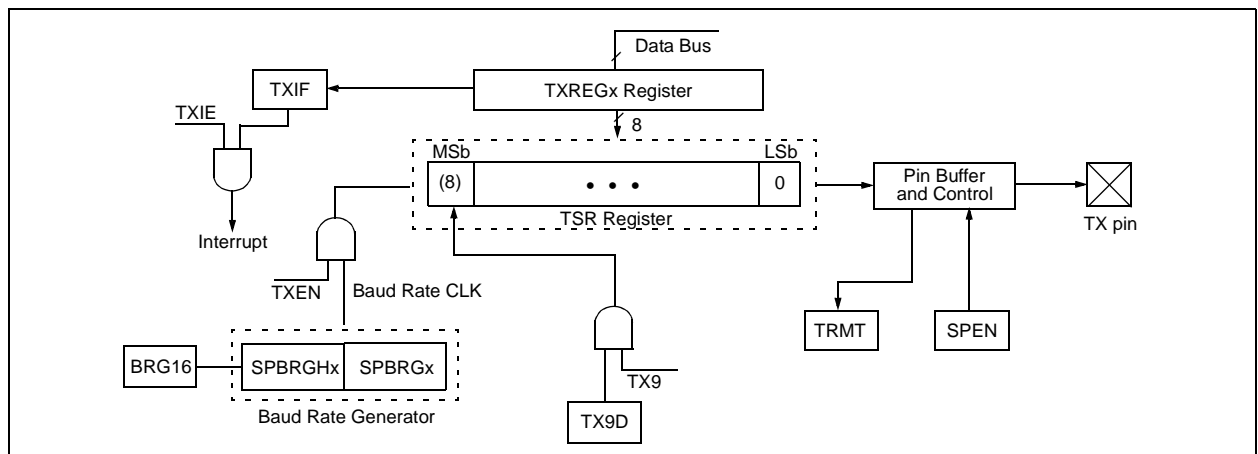 Data Bus
TXIF
TXREGx Register
TXIE
8
MSb
LSb
(8)
• • •
0
Pin Buffer
and Control
TSR Register
TX pin
Interrupt
TXEN
Baud Rate CLK
TRMT
SPEN
BRG16
SPBRGHx
SPBRGx
TX9
Baud Rate Generator
TX9D